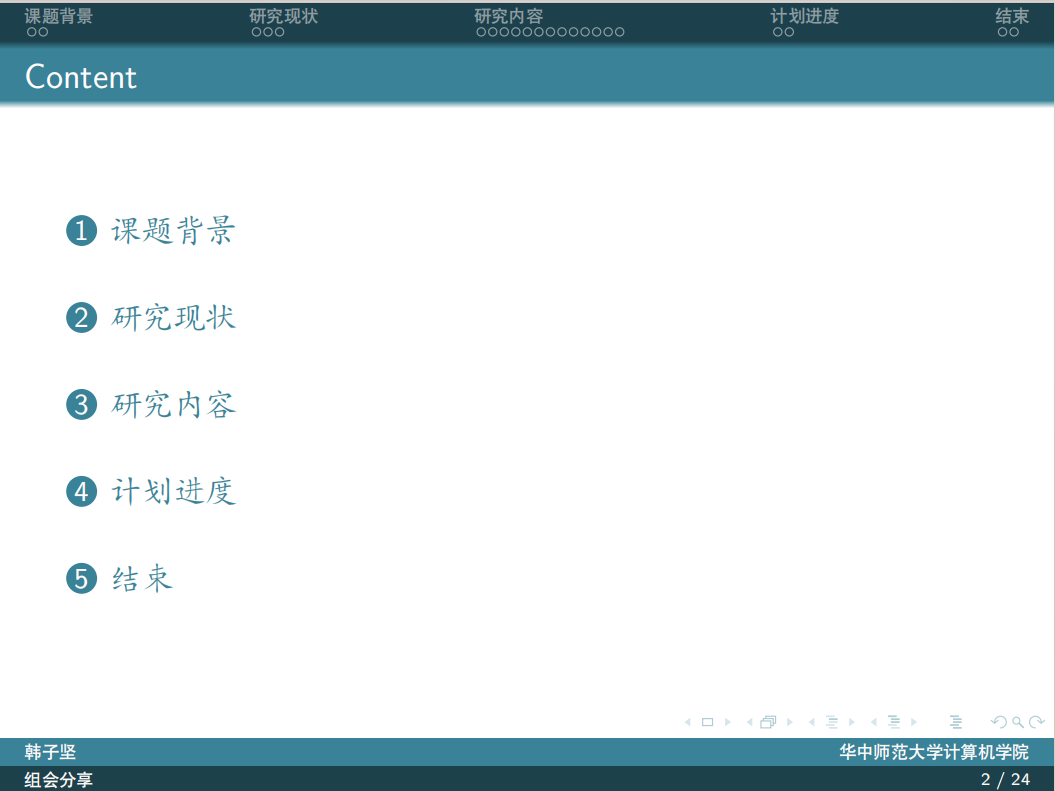 课题背景 研究现状 研究内容 计划进度 结束
Content
1 课题背景
2 研究现状
3 研究内容
4 计划进度
5 结束
韩子坚 华中师范大学计算机学院
组会分享 2 / 24